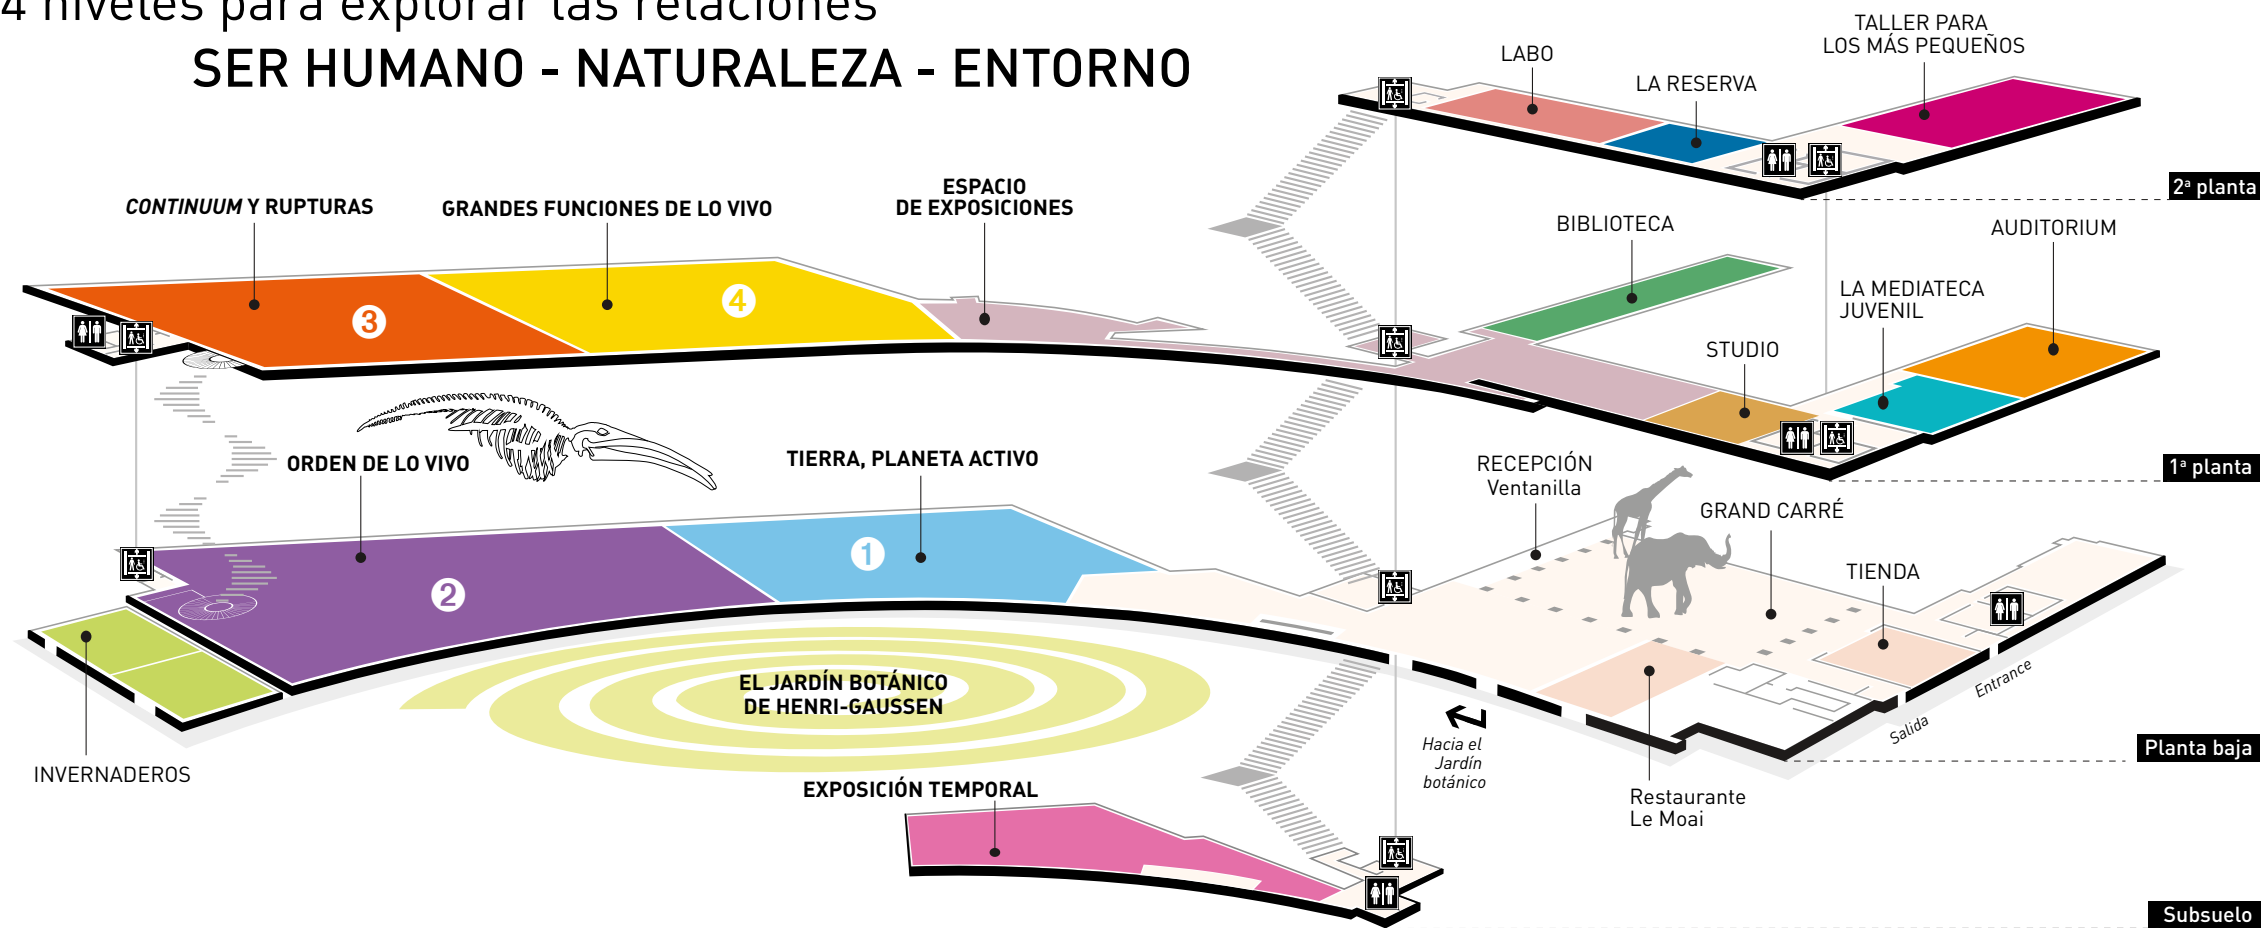 4 niveles para explorar las relaciones
SER HUMANO - NATURALEZA - ENTORNO
TALLER PARA
LOS MÁS PEQUEÑOS
LABO
LA RESERVA
2ª planta
CONTINUUM Y RUPTURAS
GRANDES FUNCIONES DE LO VIVO
ESPACIO
DE EXPOSICIONES
BIBLIOTECA
AUDITORIUM
LA MEDIATECA
JUVENIL
STUDIO
3
4
1ª planta
ORDEN DE LO VIVO
TIERRA, PLANETA ACTIVO
RECEPCIÓN
Ventanilla
GRAND CARRÉ
TIENDA
1
2
EL JARDÍN BOTÁNICO
DE HENRI-GAUSSEN
Entrance
Salida
Hacia el
Jardín
botánico
Planta baja
INVERNADEROS
EXPOSICIÓN TEMPORAL
Restaurante
Le Moai
Subsuelo